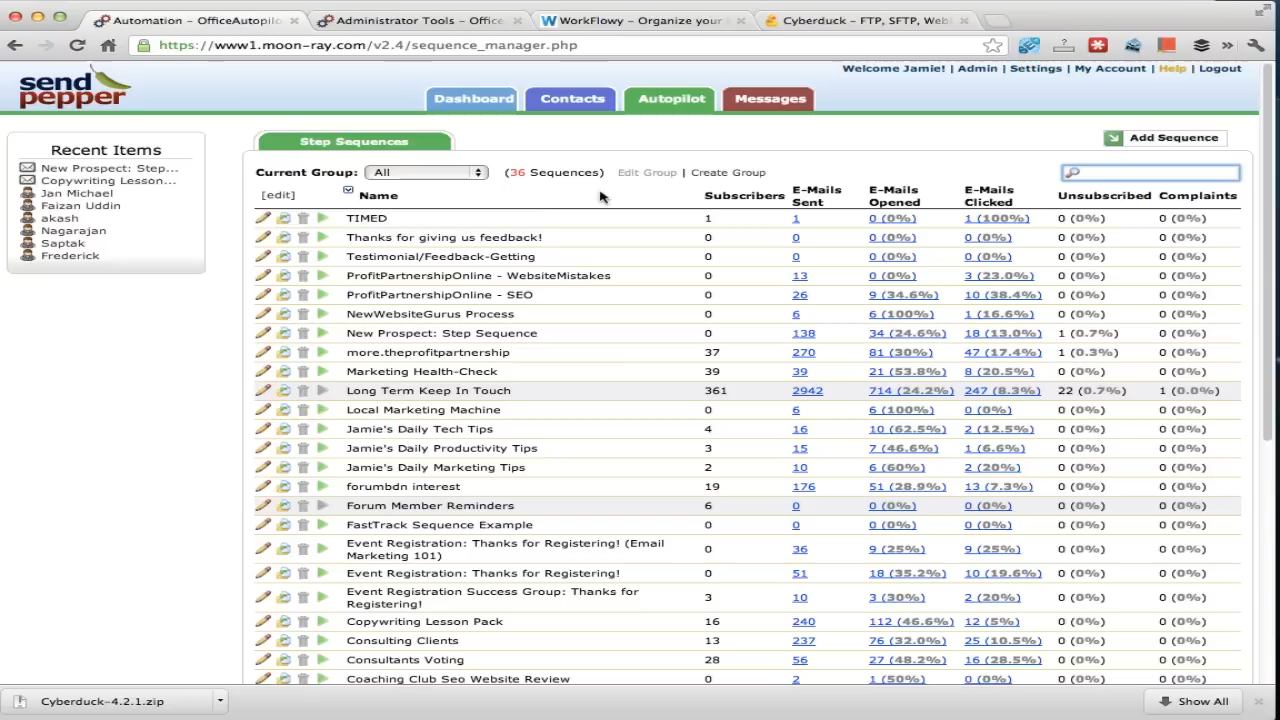 Automation - OfficeAutopilo
Administrator Tools - Office
WorkFlowy - Organize your
Cyberduck - FTP, SFTP, Web
https://www1.moon-ray.com/v2.4/sequence_manager.php
send pepper
Welcome Jamie! | Admin | Settings | My Account | Help | Logout
Dashboard Contacts Autopilot Messages
Recent Items
New Prospect: Step...
Copywriting Lesson...
Jan Michael
Faizan Uddin
akash
Nagarajan
Saptak
Frederick
Step Sequences
Add Sequence
Current Group: All (36 Sequences) Edit Group | Create Group
[edit] Name Subscribers E-Mails Sent E-Mails Opened E-Mails Clicked Unsubscribed Complaints
TIMED 1 1 0 (0%) 1 (100%) 0 (0%) 0 (0%)
Thanks for giving us feedback! 0 0 0 (0%) 0 (0%) 0 (0%) 0 (0%)
Testimonial/Feedback-Getting 0 0 0 (0%) 0 (0%) 0 (0%) 0 (0%)
ProfitPartnershipOnline - WebsiteMistakes 0 13 0 (0%) 3 (23.0%) 0 (0%) 0 (0%)
ProfitPartnershipOnline - SEO 0 26 9 (34.6%) 10 (38.4%) 0 (0%) 0 (0%)
NewWebsiteGurus Process 0 6 6 (100%) 1 (16.6%) 0 (0%) 0 (0%)
New Prospect: Step Sequence 0 138 34 (24.6%) 18 (13.0%) 1 (0.7%) 0 (0%)
more.theprofitpartnership 37 270 81 (30%) 47 (17.4%) 1 (0.3%) 0 (0%)
Marketing Health-Check 39 39 21 (53.8%) 8 (20.5%) 0 (0%) 0 (0%)
Long Term Keep In Touch 361 2942 714 (24.2%) 247 (8.3%) 22 (0.7%) 1 (0.0%)
Local Marketing Machine 0 6 6 (100%) 0 (0%) 0 (0%) 0 (0%)
Jamie's Daily Tech Tips 4 16 10 (62.5%) 2 (12.5%) 0 (0%) 0 (0%)
Jamie's Daily Productivity Tips 3 15 7 (46.6%) 1 (6.6%) 0 (0%) 0 (0%)
Jamie's Daily Marketing Tips 2 10 6 (60%) 2 (20%) 0 (0%) 0 (0%)
forumbdn interest 19 176 51 (28.9%) 13 (7.3%) 0 (0%) 0 (0%)
Forum Member Reminders 6 0 0 (0%) 0 (0%) 0 (0%) 0 (0%)
FastTrack Sequence Example 0 0 0 (0%) 0 (0%) 0 (0%) 0 (0%)
Event Registration: Thanks for Registering! (Email Marketing 101) 0 36 9 (25%) 9 (25%) 0 (0%) 0 (0%)
Event Registration: Thanks for Registering! 0 51 18 (35.2%) 10 (19.6%) 0 (0%) 0 (0%)
Event Registration Success Group: Thanks for Registering! 3 10 3 (30%) 2 (20%) 0 (0%) 0 (0%)
Copywriting Lesson Pack 16 240 112 (46.6%) 12 (5%) 0 (0%) 0 (0%)
Consulting Clients 13 237 76 (32.0%) 25 (10.5%) 0 (0%) 0 (0%)
Consultants Voting 28 56 27 (48.2%) 16 (28.5%) 0 (0%) 0 (0%)
Coaching Club Seo Website Review 0 2 1 (50%) 0 (0%) 0 (0%) 0 (0%)
Cyberduck-4.2.1.zip
Show All